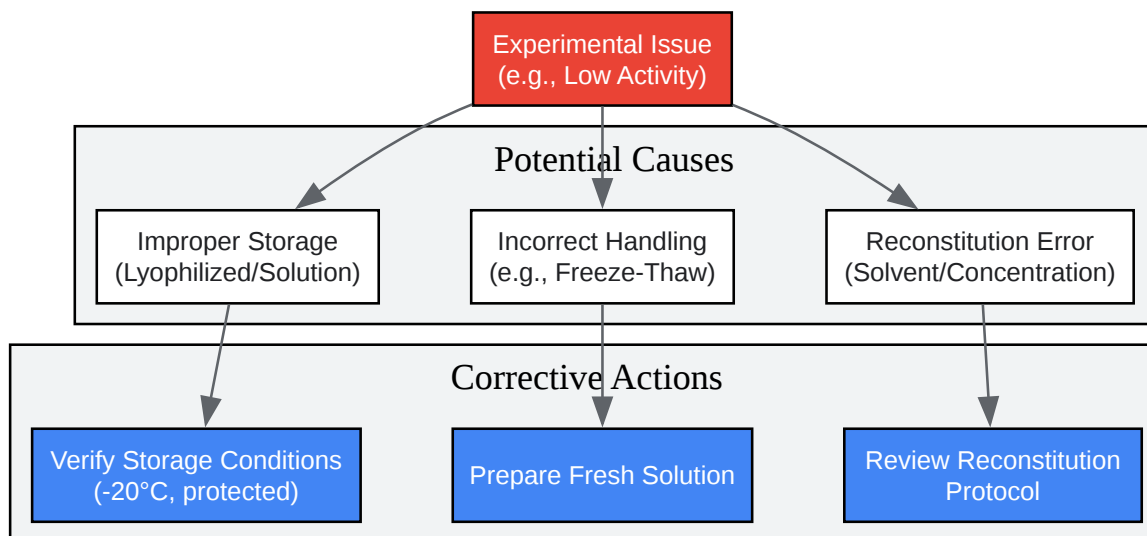 Experimental Issue
(e.g., Low Activity)
Potential Causes
Improper Storage
(Lyophilized/Solution)
Incorrect Handling
(e.g., Freeze-Thaw)
Reconstitution Error
(Solvent/Concentration)
Corrective Actions
Verify Storage Conditions
(-20°C, protected)
Prepare Fresh Solution
Review Reconstitution
Protocol